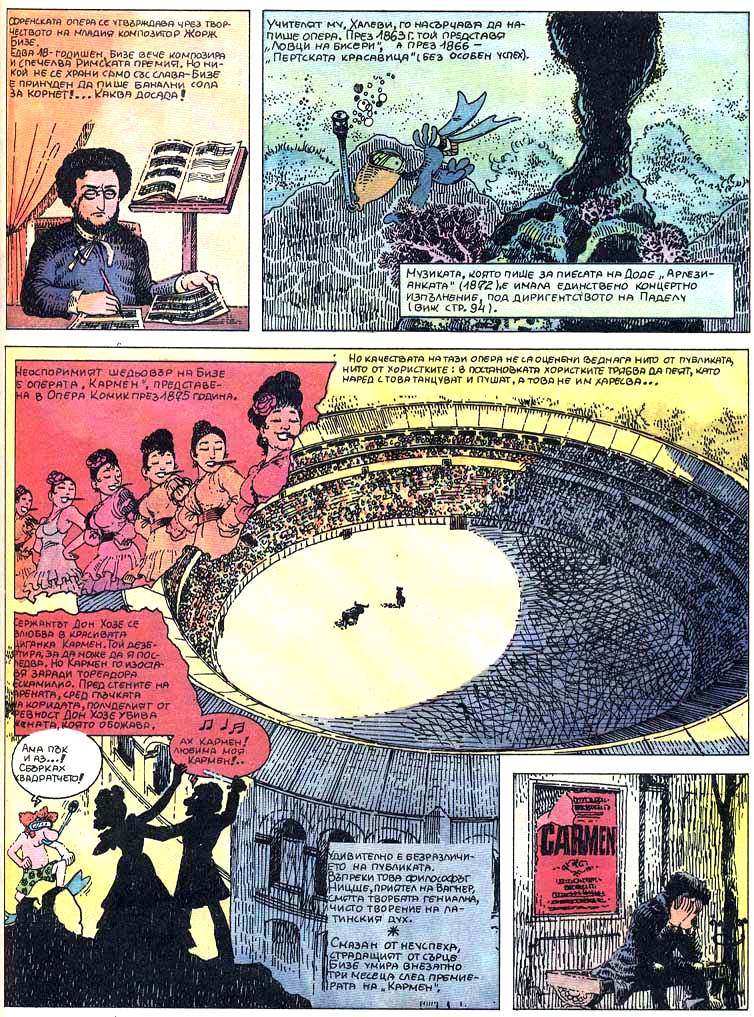 ФРЕНСКАТА ОПЕРА СЕ УТВЪРЖДАВА ЧРЕЗ ТВОР-
ЧЕСТВОТО НА МЛАДИЯ КОМПОЗИТОР ЖОРЖ
БИЗЕ.
ЕДВА 18-ГОДИШЕН, БИЗЕ ВЕЧЕ КОМПОЗИРА
И СПЕЧЕЛВА РИМСКАТА ПРЕМИЯ. НО НИ-
КОЙ НЕ СЕ ХРАНИ САМО СЪС СЛАВА-БИЗЕ
Е ПРИНУДЕН ДА ПИШЕ БАНАЛНИ СОЛА
ЗА КОРНЕТ!... КАКВА ДОСАДА!
УЧИТЕЛЯТ МУ, ХАЛЕВИ, ГО НАСЪРЧАВА ДА НА-
ПИШЕ ОПЕРА. ПРЕЗ 1863 Г. ТОЙ ПРЕДСТАВЯ
„ЛОВЦИ НА БИСЕРИ", А ПРЕЗ 1866 –
„ПЕРТСКАТА КРАСАВИЦА" (БЕЗ ОСОБЕН УСПЕХ).
МУЗИКАТА, КОЯТО ПИШЕ ЗА ПИЕСАТА НА ДОДЕ „АРЛЕЗИ-
АНКАТА" (1872), Е ИМАЛА ЕДИНСТВЕНО КОНЦЕРТНО
ИЗПЪЛНЕНИЕ, ПОД ДИРИГЕНТСТВОТО НА ПАДЕЛУ
(ВИЖ СТР. 94).
НЕОСПОРИМИЯТ ШЕДЬОВЪР НА БИЗЕ
Е ОПЕРАТА „КАРМЕН", ПРЕДСТАВЕ-
НА В ОПЕРА КОМИК ПРЕЗ 1875 ГОДИНА.
НО КАЧЕСТВАТА НА ТАЗИ ОПЕРА НЕ СА ОЦЕНЕНИ ВЕДНАГА НИТО ОТ ПУБЛИКАТА,
НИТО ОТ ХОРИСТКИТЕ: В ПОСТАНОВКАТА ХОРИСТКИТЕ ТРЯБВА ДА ПЕЯТ, КАТО
НАРЕД С ТОВА ТАНЦУВАТ И ПУШАТ, А ТОВА НЕ ИМ ХАРЕСВА...
СЕРЖАНТЪТ ДОН ХОЗЕ СЕ
ВЛЮБВА В КРАСИВАТА
ЦИГАНКА КАРМЕН. ТОЙ ДЕЗЕР-
ТИРА, ЗА ДА МОЖЕ ДА Я ПОС-
ЛЕДВА. НО КАРМЕН ГО ИЗОСТА-
ВЯ ЗАРАДИ ТОРЕАДОРА
ЕСКАМИЛИО. ПРЕД СТЕНИТЕ НА
АРЕНАТА, СРЕД ГЛЪЧКАТА
НА КОРИДАТА, ПОЛУДЕЛИЯТ ОТ
РЕВНОСТ ДОН ХОЗЕ УБИВА
ЖЕНАТА, КОЯТО ОБОЖАВА.
АМА ПЪК
И АЗ...!
СБЪРКАХ
КВАДРАТЧЕТО!
АХ КАРМЕН!
ЛЮБИМА МОЯ
КАРМЕН!..
УДИВИТЕЛНО Е БЕЗРАЗЛИЧИ-
ЕТО НА ПУБЛИКАТА.
ВЪПРЕКИ ТОВА ФИЛОСОФЪТ
НИЦШЕ, ПРИЯТЕЛ НА ВАГНЕР,
СМЯТА ТВОРБАТА ГЕНИАЛНА,
ЧИСТО ТВОРЕНИЕ НА ЛА-
ТИНСКИЯ ДУХ.
*
СМАЗАН ОТ НЕУСПЕХА,
СТРАДАЩИЯТ ОТ СЪРЦЕ
БИЗЕ УМИРА ВНЕЗАПНО
ТРИ МЕСЕЦА СЛЕД ПРЕМИЕ-
РАТА НА „КАРМЕН".
CARMEN